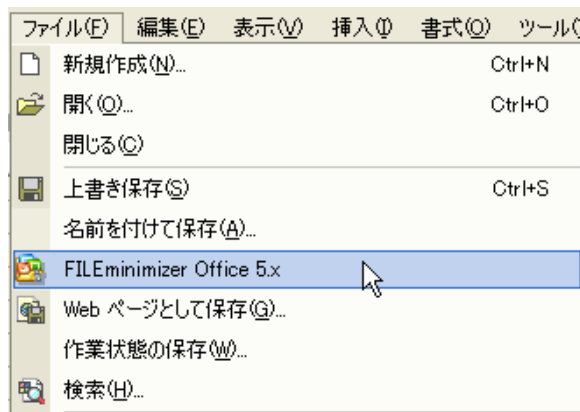 ファイル(F) 編集(E) 表示(V) 挿入(I) 書式(O) ツール(
新規作成(N)... Ctrl+N
開く(O)... Ctrl+O
閉じる(C)
上書き保存(S) Ctrl+S
名前を付けて保存(A)...
FILEminimizer Office 5.x
Web ページとして保存(G)...
作業状態の保存(W)...
検索(H)...